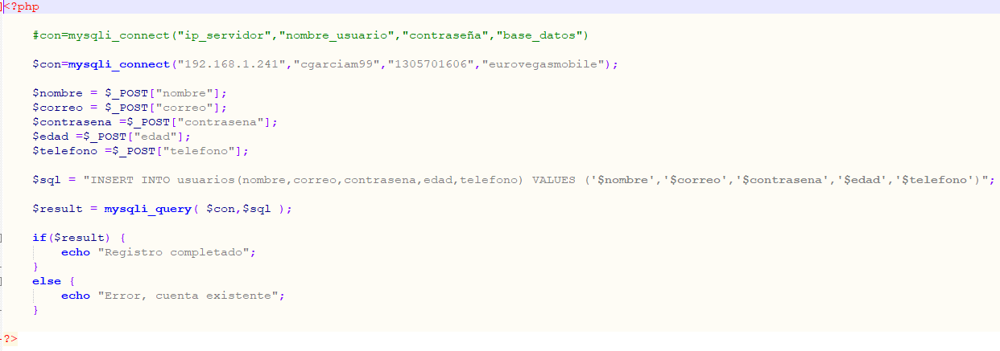 <?php
#con=mysqli_connect("ip_servidor","nombre_usuario","contraseña","base_datos")
$con=mysqli_connect("192.168.1.241","cgarciam99","1305701606","eurovegasmobile");
$nombre = $_POST["nombre"];
$correo = $_POST["correo"];
$contrasena =$_POST["contrasena"];
$edad =$_POST["edad"];
$telefono =$_POST["telefono"];
$sql = "INSERT INTO usuarios(nombre,correo,contrasena,edad,telefono) VALUES ('$nombre','$correo','$contrasena','$edad','$telefono')";
$result = mysqli_query( $con,$sql );
if($result) {
echo "Registro completado";
}
else {
echo "Error, cuenta existente";
}
?>